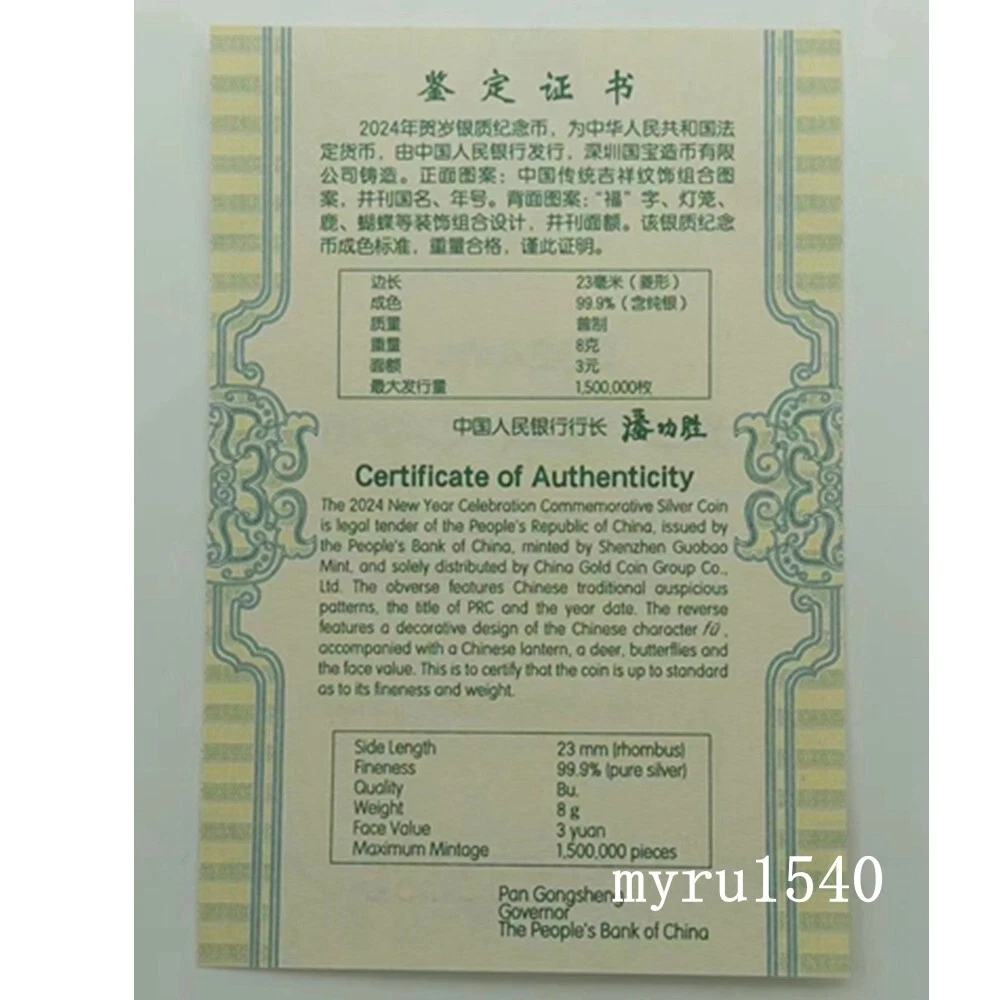 鉴定证书
2024年贺岁银质纪念币，为中华人民共和国法
定货币，由中国人民银行发行，深圳国宝造币有限
公司铸造。正面图案：中国传统吉祥纹饰组合图
案，并刊国名、年号。背面图案：“福”字、灯笼、
鹿、蝴蝶等装饰组合设计，并刊面额。该银质纪念
币成色标准，重量合格，谨此证明。
边长 23毫米（菱形）
成色 99.9%（含纯银）
质量 普制
重量 8克
面额 3元
最大发行量 1,500,000枚
中国人民银行行长 潘功胜
Certificate of Authenticity
The 2024 New Year Celebration Commemorative Silver Coin
is legal tender of the People's Republic of China, issued by
the People's Bank of China, minted by Shenzhen Guobao
Mint, and solely distributed by China Gold Coin Group Co.,
Ltd. The obverse features Chinese traditional auspicious
patterns, the title of PRC and the year date. The reverse
features a decorative design of the Chinese character fú,
accompanied with a Chinese lantern, a deer, butterflies and
the face value. This is to certify that the coin is up to standard
as to its fineness and weight.
Side Length 23 mm (rhombus)
Fineness 99.9% (pure silver)
Quality Bu.
Weight 8 g
Face Value 3 yuan
Maximum Mintage 1,500,000 pieces
Pan Gongsheng
Governor
The People's Bank of China
myru1540